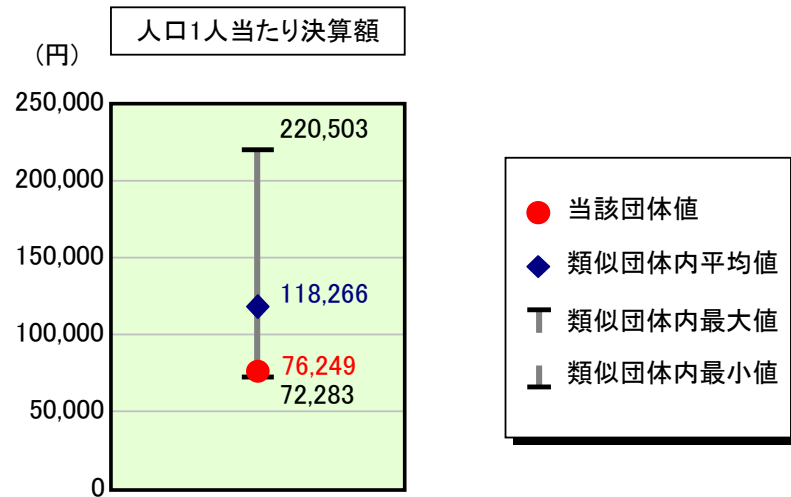 人口1人当たり決算額
（円）
250,000
200,000
150,000
100,000
50,000
0
220,503
118,266
76,249
72,283
当該団体値
類似団体内平均値
類似団体内最大値
類似団体内最小値